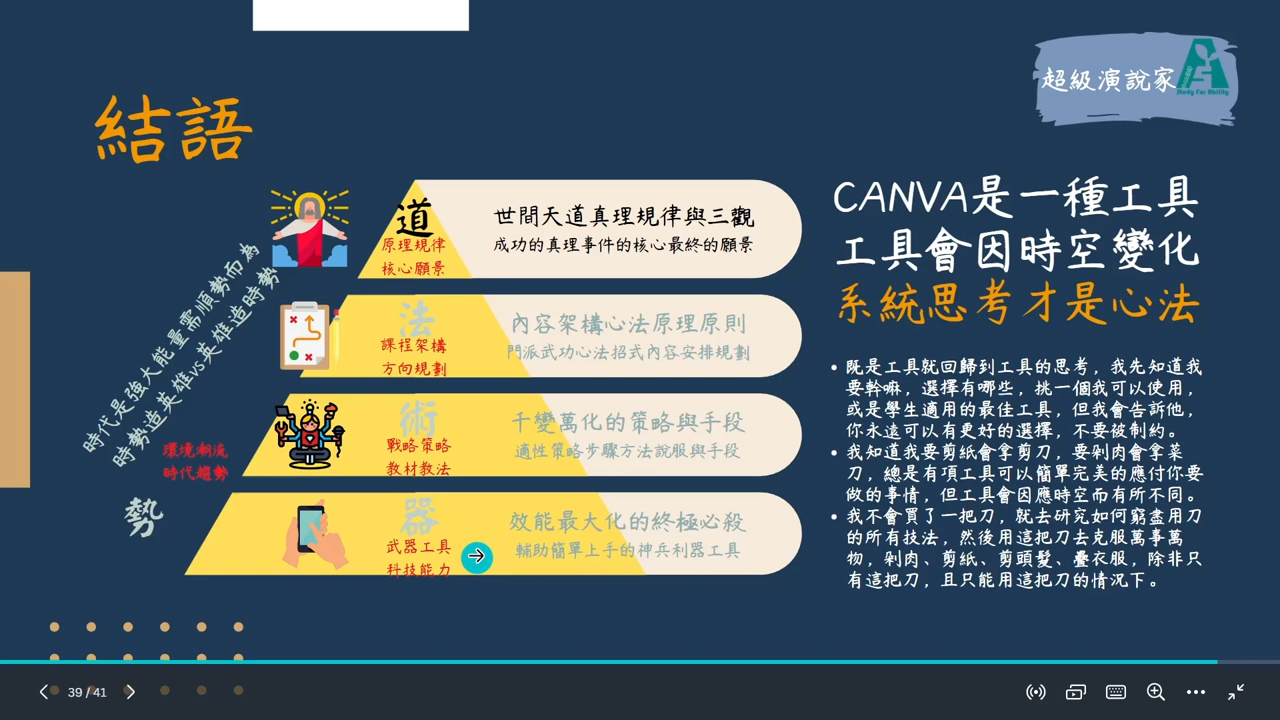 超級演說家
Study For Ability
結語
道
原理規律
核心願景
世間天道真理規律與三觀
成功的真理事件的核心最終的願景
法
課程架構
方向規劃
內容架構心法原理原則
門派武功心法招式內容安排規劃
術
戰略策略
教材教法
千變萬化的策略與手段
適性策略步驟方法說服與手段
器
武器工具
科技能力
效能最大化的終極必殺
輔助簡單上手的神兵利器工具
時代是強大能量需順勢而為
時勢造英雄vs英雄造時勢
環境潮流
時代趨勢
勢
CANVA是一種工具
工具會因時空變化
系統思考才是心法
• 既是工具就回歸到工具的思考，我先知道我
要幹嘛，選擇有哪些，挑一個我可以使用，
或是學生適用的最佳工具，但我會告訴他，
你永遠可以有更好的選擇，不要被制約。
• 我知道我要剪紙會拿剪刀，要剁肉會拿菜
刀，總是有項工具可以簡單完美的應付你要
做的事情，但工具會因應時空而有所不同。
• 我不會買了一把刀，就去研究如何窮盡用刀
的所有技法，然後用這把刀去克服萬事萬
物，剁肉、剪紙、剪頭髮、疊衣服，除非只
有這把刀，且只能用這把刀的情況下。
39 / 41